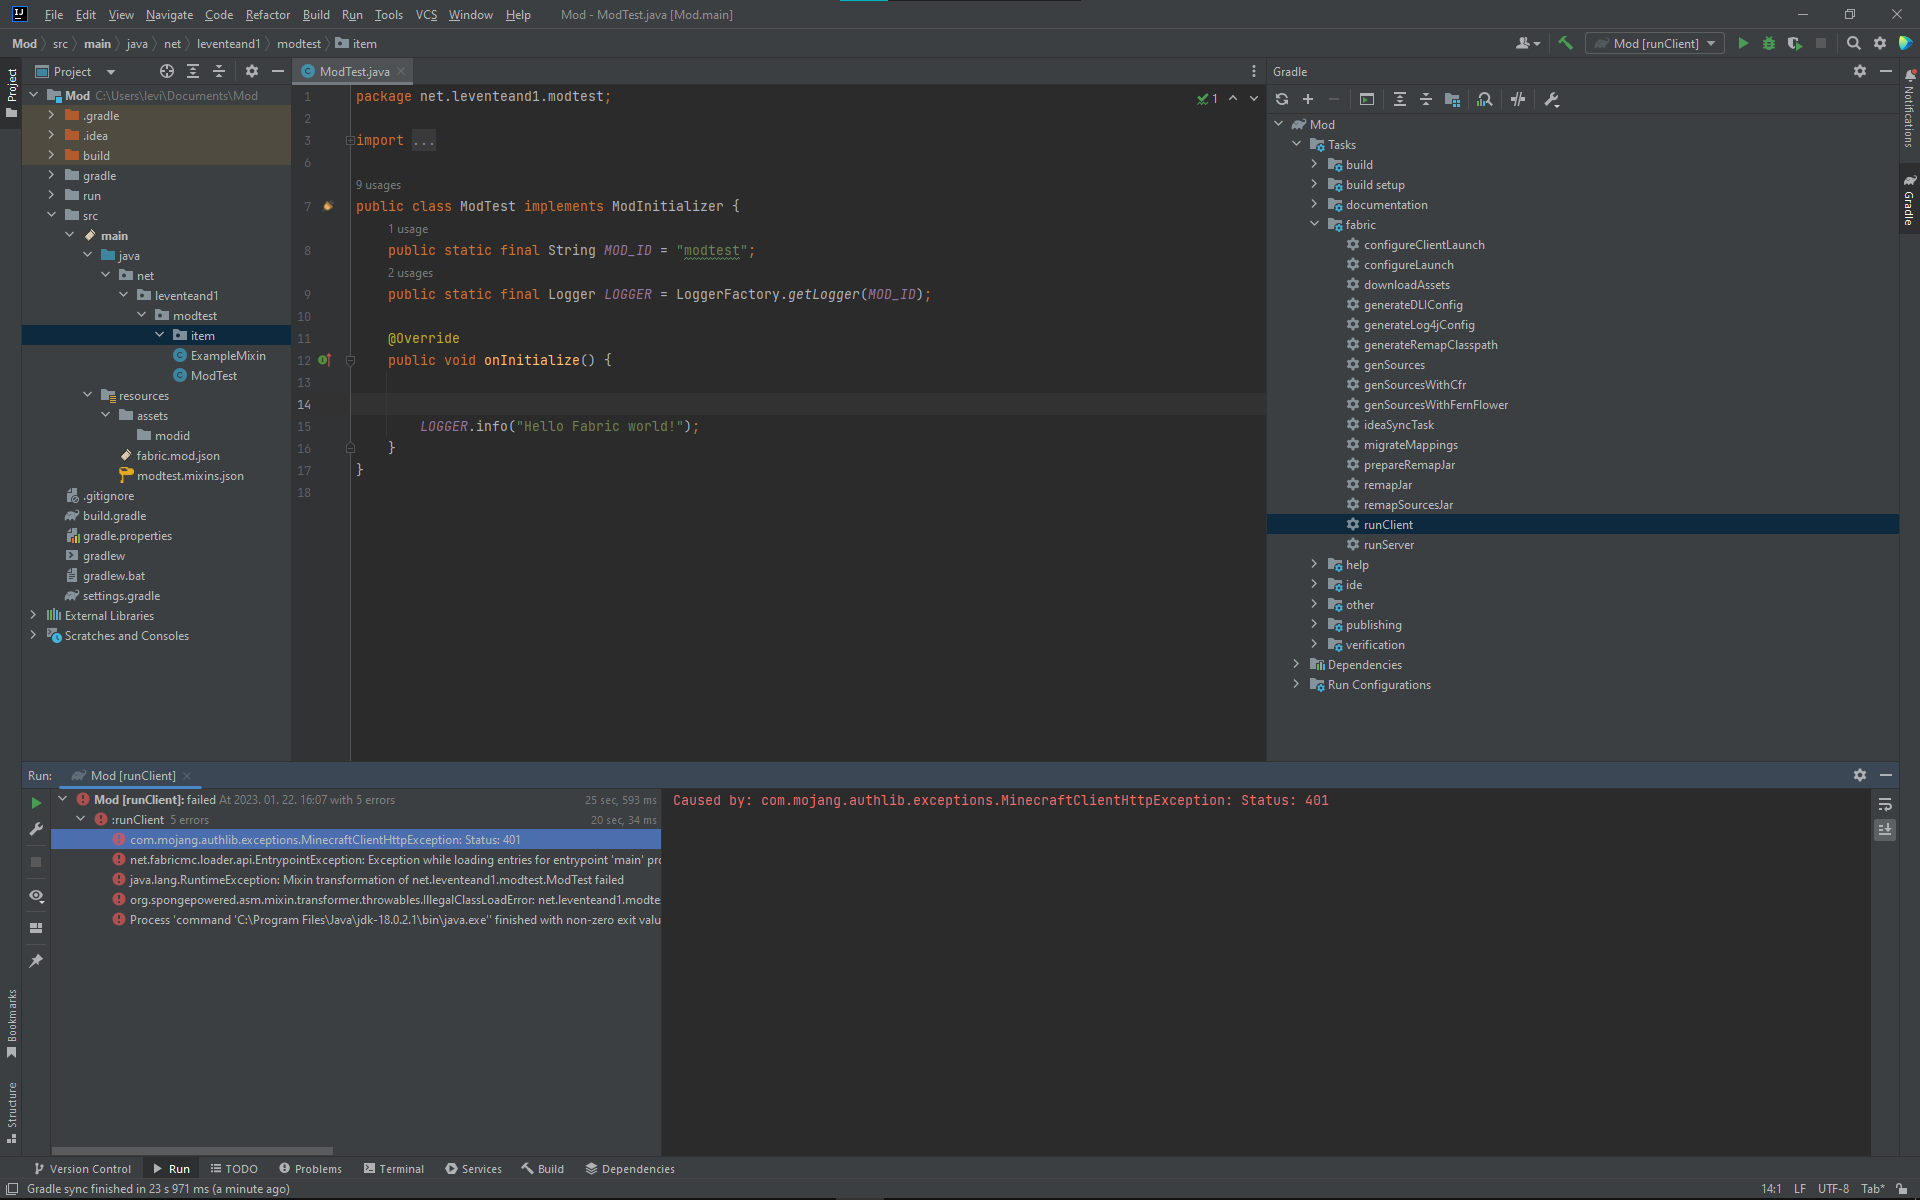 File Edit View Navigate Code Refactor Build Run Tools VCS Window Help Mod - ModTest.java [Mod.main]
Mod src main java net leventeand1 modtest item
Mod [runClient]
Project
Project
ModTest.java
Gradle
Notifications
Gradle
Mod C:\Users\levi\Documents\Mod
.gradle
.idea
build
gradle
run
src
main
java
net
leventeand1
modtest
item
ExampleMixin
ModTest
resources
assets
modid
fabric.mod.json
modtest.mixins.json
.gitignore
build.gradle
gradle.properties
gradlew
gradlew.bat
settings.gradle
External Libraries
Scratches and Consoles
1 package net.leventeand1.modtest;
1
2
3 import ...
6
9 usages
7 public class ModTest implements ModInitializer {
1 usage
8 public static final String MOD_ID = "modtest";
2 usages
9 public static final Logger LOGGER = LoggerFactory.getLogger(MOD_ID);
10
11 @Override
12 public void onInitialize() {
13
14
15 LOGGER.info("Hello Fabric world!");
16 }
17 }
18
Mod
Tasks
build
build setup
documentation
fabric
configureClientLaunch
configureLaunch
downloadAssets
generateDLIConfig
generateLog4jConfig
generateRemapClasspath
genSources
genSourcesWithCfr
genSourcesWithFernFlower
ideaSyncTask
migrateMappings
prepareRemapJar
remapJar
remapSourcesJar
runClient
runServer
help
ide
other
publishing
verification
Dependencies
Run Configurations
Run: Mod [runClient]
Mod [runClient]: failed At 2023. 01. 22. 16:07 with 5 errors 25 sec, 593 ms
:runClient 5 errors 20 sec, 34 ms
com.mojang.authlib.exceptions.MinecraftClientHttpException: Status: 401
net.fabricmc.loader.api.EntrypointException: Exception while loading entries for entrypoint 'main' pro
java.lang.RuntimeException: Mixin transformation of net.leventeand1.modtest.ModTest failed
org.spongepowered.asm.mixin.transformer.throwables.IllegalClassLoadError: net.leventeand1.modte
Process 'command 'C:\Program Files\Java\jdk-18.0.2.1\bin\java.exe'' finished with non-zero exit valu
Caused by: com.mojang.authlib.exceptions.MinecraftClientHttpException: Status: 401
Bookmarks
Structure
Version Control Run TODO Problems Terminal Services Build Dependencies
Gradle sync finished in 23 s 971 ms (a minute ago)
14:1 LF UTF-8 Tab*